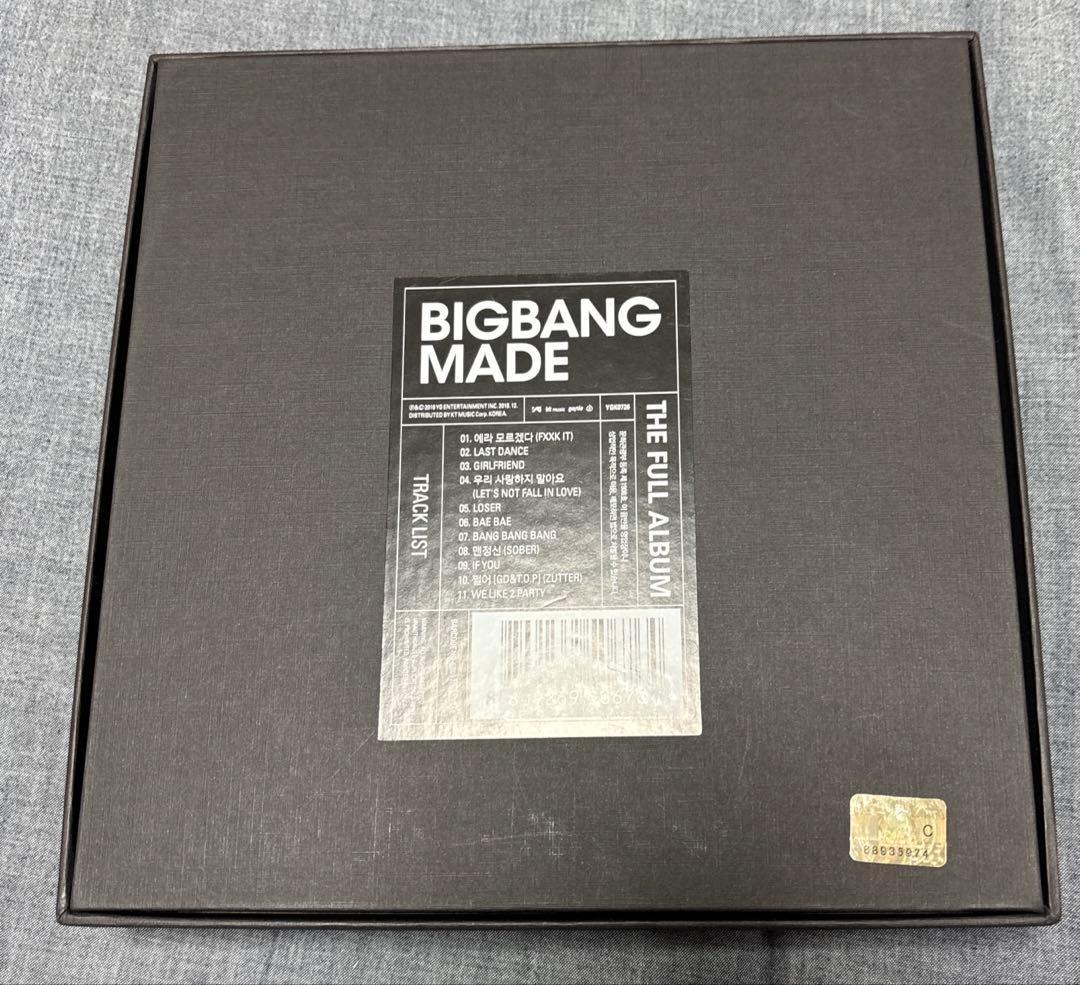 BIGBANG
MADE
℗&© 2016 YG ENTERTAINMENT INC. 2016. 12.
DISTRIBUTED BY KT MUSIC Corp. KOREA.
kt music genie
YGK0726
THE FULL ALBUM
TRACK LIST
01. 에라 모르겠다 (FXXK IT)
02. LAST DANCE
03. GIRLFRIEND
04. 우리 사랑하지 말아요
(LET'S NOT FALL IN LOVE)
05. LOSER
06. BAE BAE
07. BANG BANG BANG
08. 맨정신 (SOBER)
09. IF YOU
10. 쩔어 [GD&T.O.P] (ZUTTER)
11. WE LIKE 2 PARTY
C
88935974